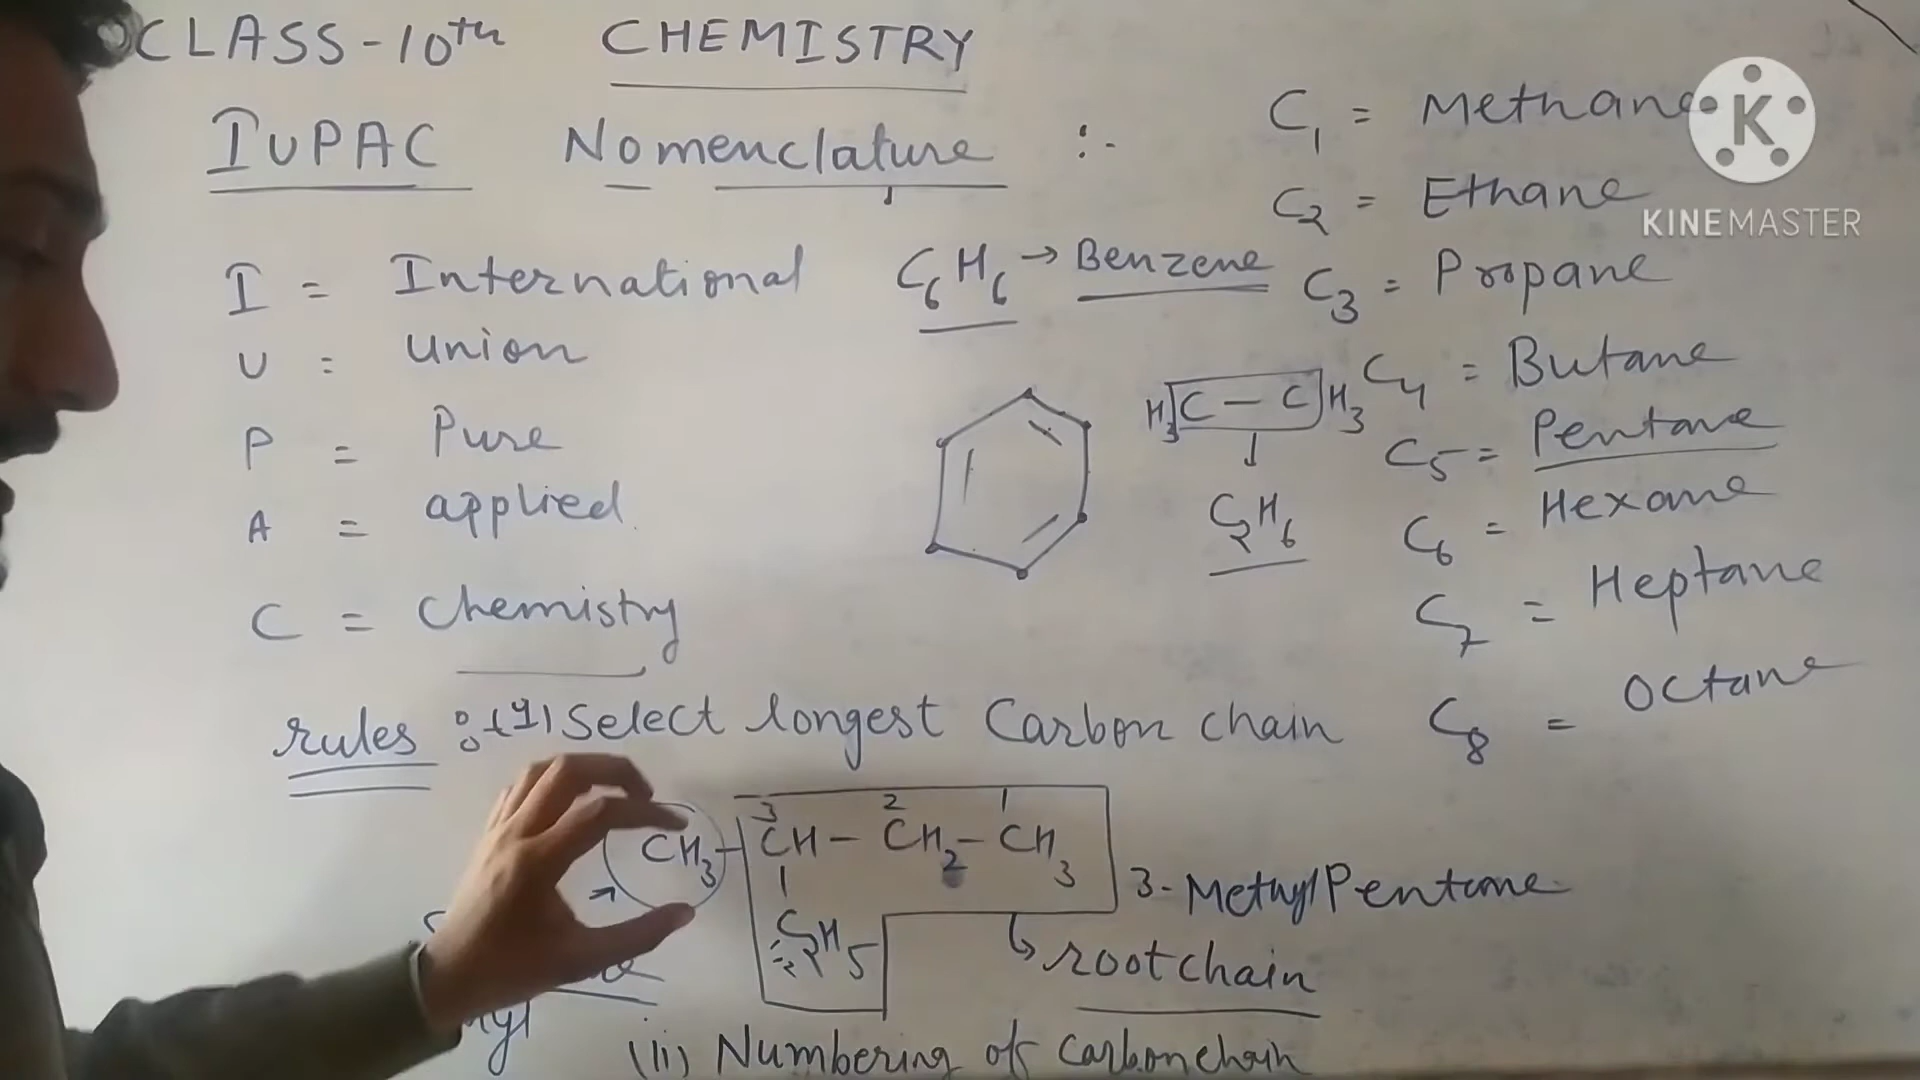 CLASS-10th CHEMISTRY
IUPAC Nomenclature :-
I = International
U = Union
P = Pure
A = applied
C = Chemistry
C6H6 → Benzene
H3C - CH3
↓
C2H6
C1 = Methane
C2 = Ethane
C3 = Propane
C4 = Butane
C5 = Pentane
C6 = Hexane
C7 = Heptane
C8 = Octane
K
KINEMASTER
rules : Select longest Carbon chain
3 2 1
CH3 - CH - CH2 - CH3
C2H5
3-Methyl Pentane
root chain
(ii) Numbering of Carbon chain